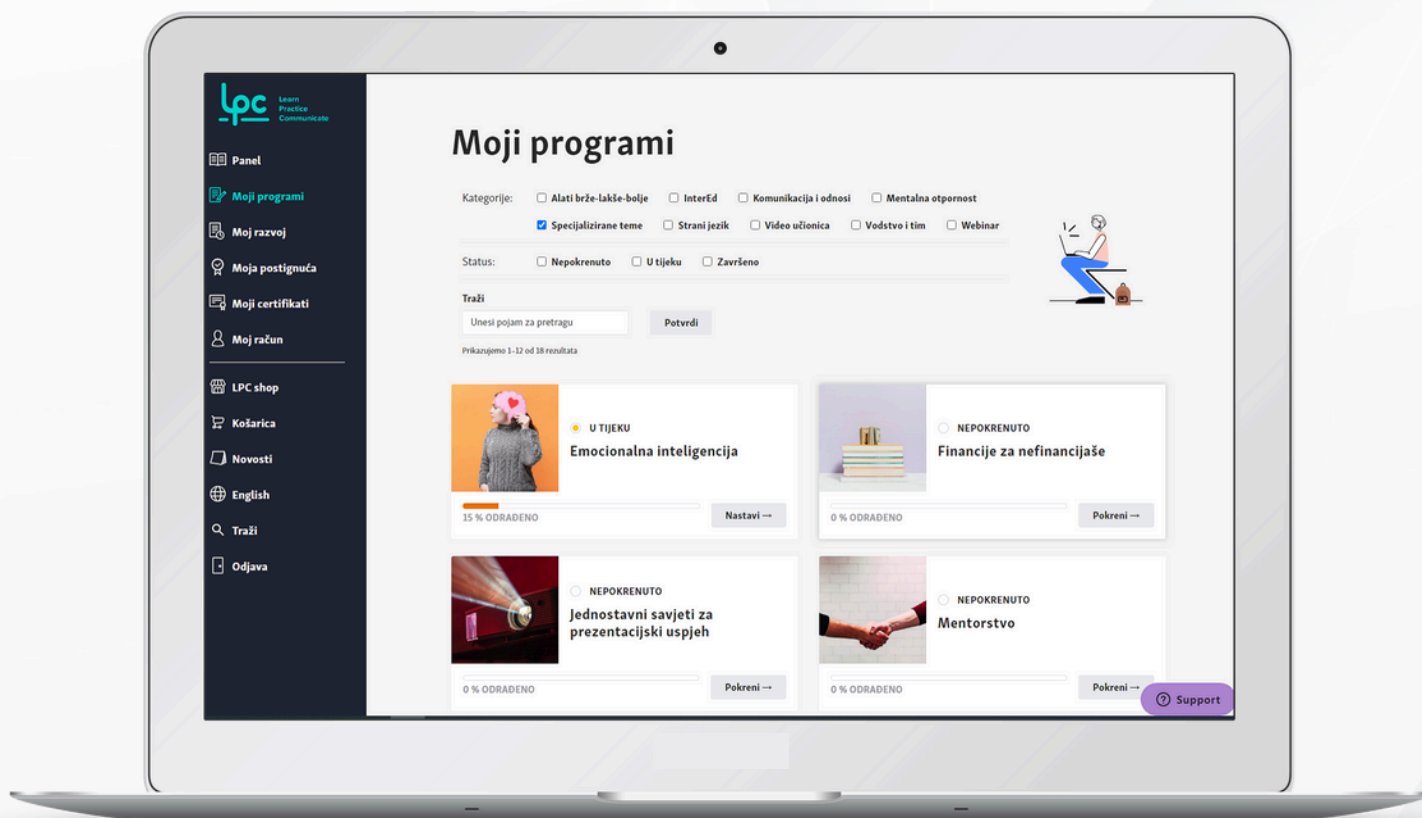 lpc
Learn
Practice
Communicate
Panel
Moji programi
Moj razvoj
Moja postignuća
Moji certifikati
Moj račun
LPC shop
Košarica
Novosti
English
Traži
Odjava
Moji programi
Kategorije: Alati brže-lakše-bolje InterEd Komunikacija i odnosi Mentalna otpornost
Specijalizirane teme Strani jezik Video učionica Vodstvo i tim Webinar
Status: Nepokrenuto U tijeku Završeno
Traži
Unesi pojam za pretragu Potvrdi
Prikazujemo 1-12 od 18 rezultata
U TIJEKU
Emocionalna inteligencija
15 % ODRAĐENO Nastavi →
NEPOKRENUTO
Financije za nefinancijaše
0 % ODRAĐENO Pokreni →
NEPOKRENUTO
Jednostavni savjeti za
prezentacijski uspjeh
0 % ODRAĐENO Pokreni →
NEPOKRENUTO
Mentorstvo
0 % ODRAĐENO Pokreni →
Support